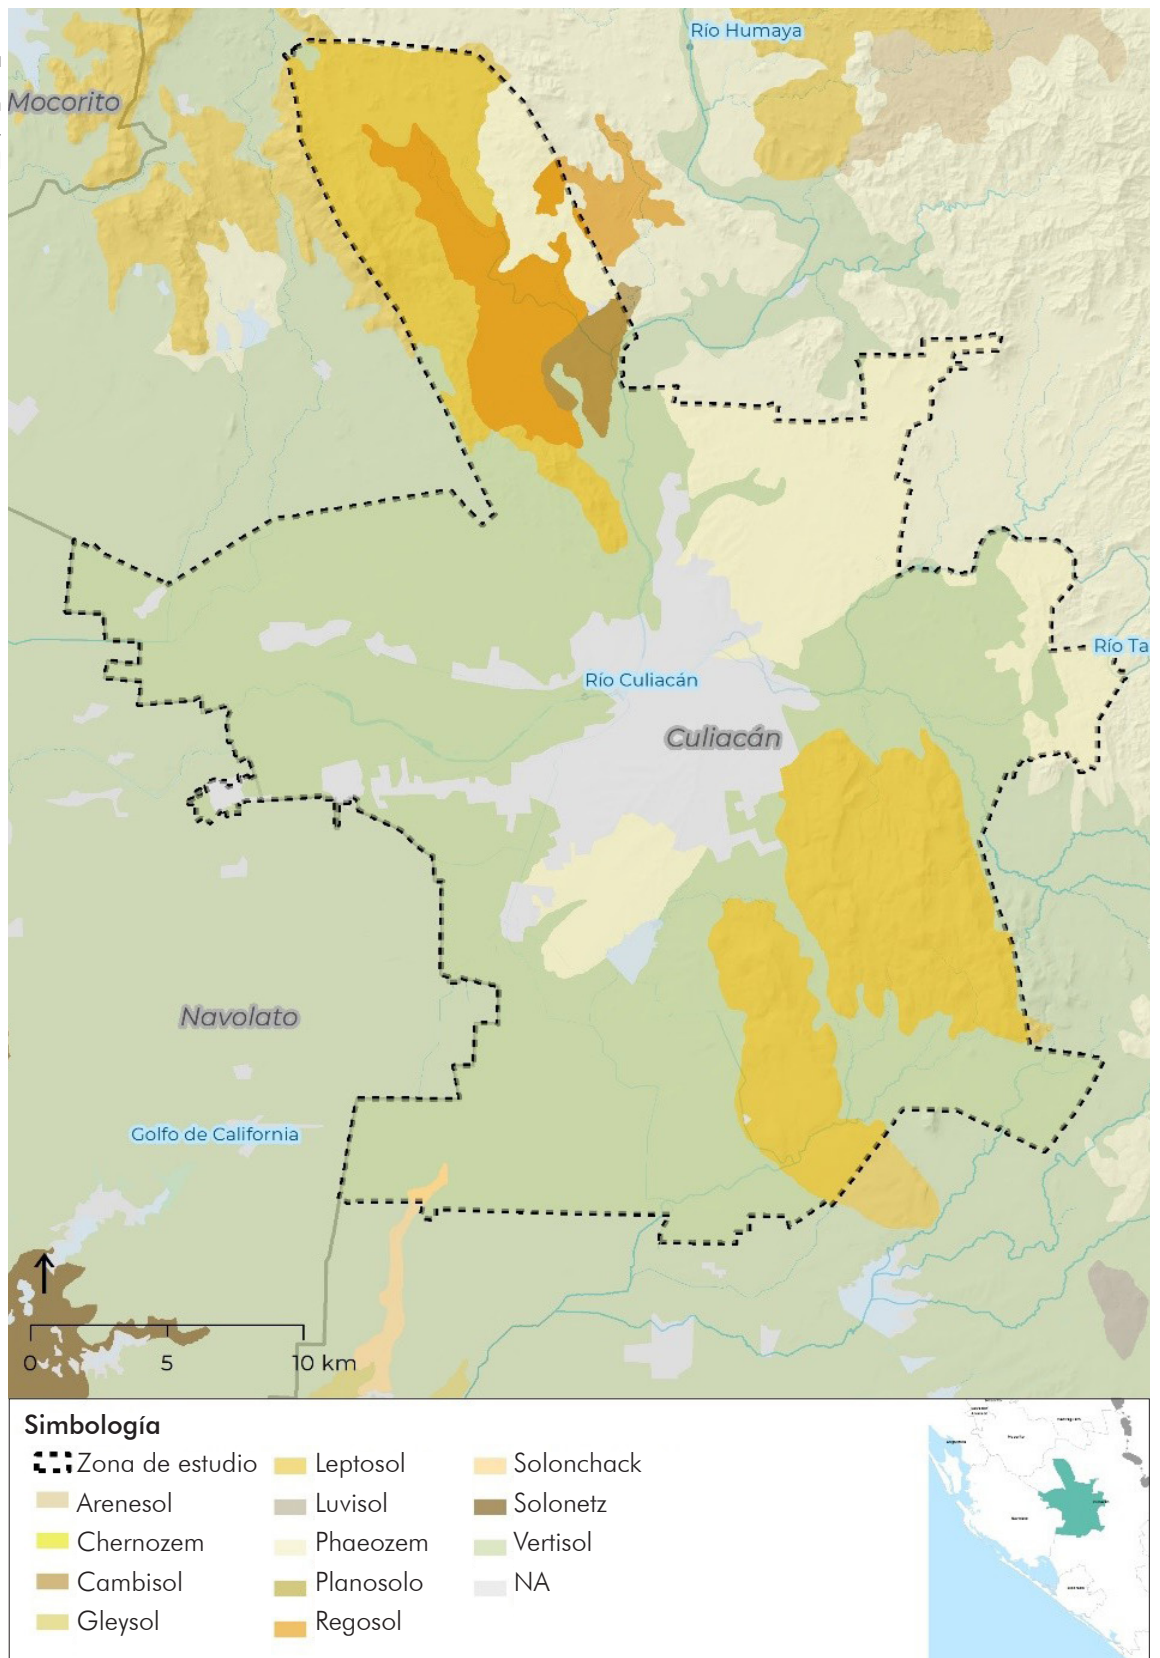 Río Humaya
Mocorito
Río Culiacán
Río Ta
Culiacán
Navolato
Golfo de California
0 5 10 km
Simbología
Zona de estudio
Arenesol
Chernozem
Cambisol
Gleysol
Leptosol
Luvisol
Phaeozem
Planosolo
Regosol
Solonchack
Solonetz
Vertisol
NA